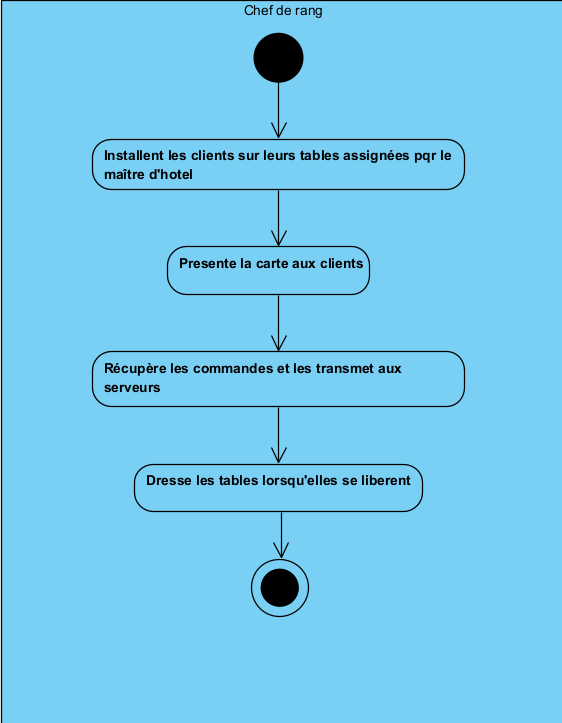 Chef de rang
Installent les clients sur leurs tables assignées pqr le
maître d'hotel
Presente la carte aux clients
Récupère les commandes et les transmet aux
serveurs
Dresse les tables lorsqu'elles se liberent